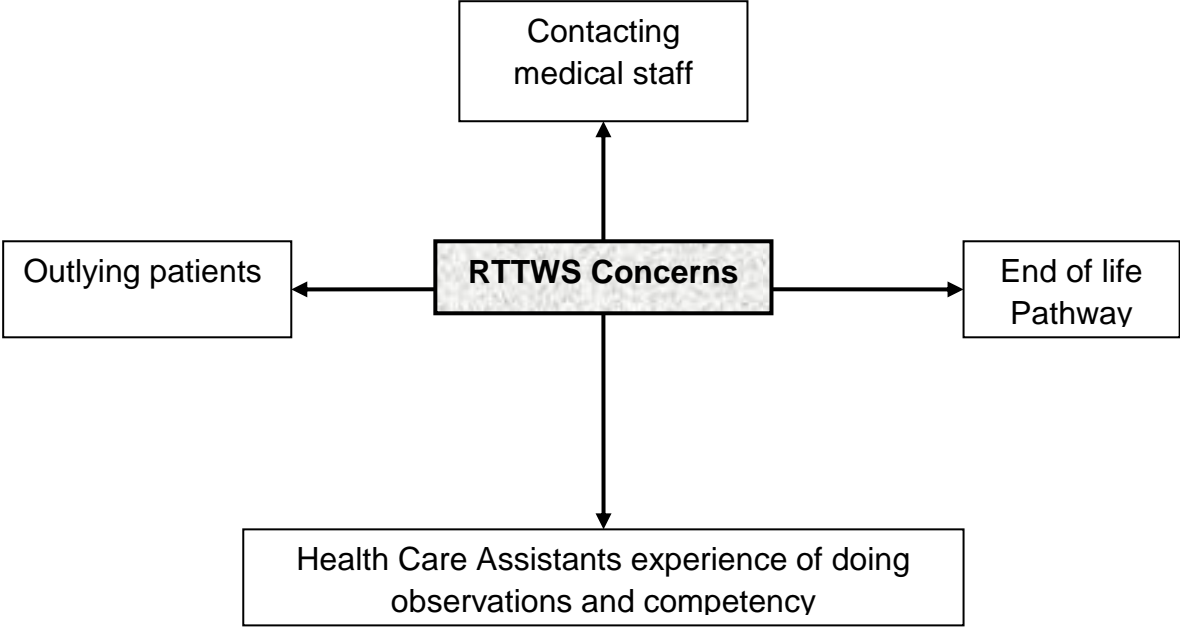 Contacting
medical staff
Outlying patients
RTTWS Concerns
End of life
Pathway
Health Care Assistants experience of doing
observations and competency